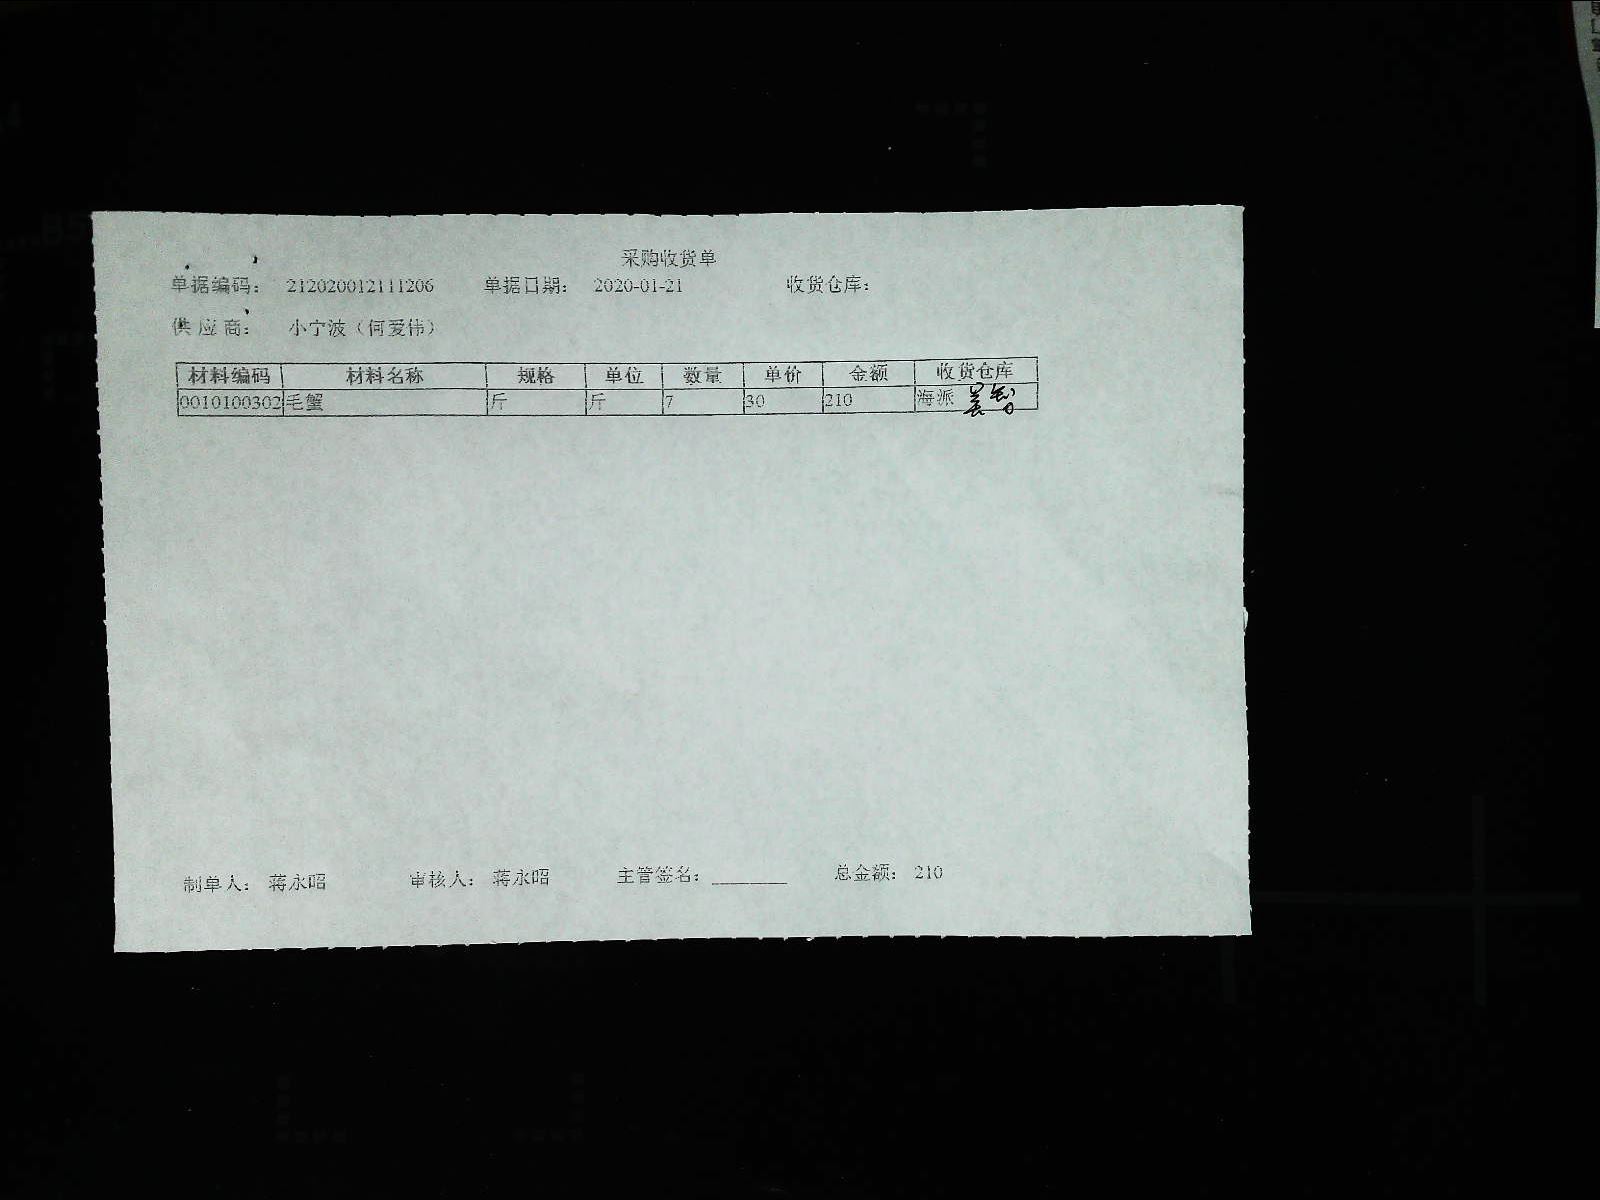 采购收货单
单据编码: 212020012111206 单据日期: 2020-01-21 收货仓库:
供应商: 小宁波(何爱伟)
材料编码 材料名称 规格 单位 数量 单价 金额 收货仓库
0010100302 毛蟹 斤 斤 7 30 210 海派
制单人: 蒋永昭 审核人: 蒋永昭 主管签名: ________ 总金额: 210